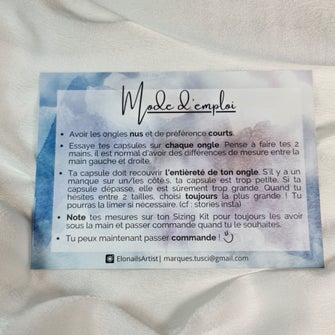 Mode d'emploi
• Avoir les ongles nus et de préférence courts.
• Essaye tes capsules sur chaque ongle. Pense à faire tes 2
mains, il est normal d'avoir des différences de mesure entre la
main gauche et droite.
• Ta capsule doit recouvrir l'entièreté de ton ongle. S'il y a un
manque sur un/les côtés, ta capsule est trop petite. Si ta
capsule dépasse, elle est sûrement trop grande. Quand tu
hésites entre 2 tailles, choisi toujours la plus grande ! Tu
pourras la limer si nécessaire. (cf : stories insta)
• Note tes mesures sur ton Sizing Kit pour toujours les avoir
sous la main et passer commande quand tu le souhaites.
• Tu peux maintenant passer commande !
ElonailsArtist | marques.tusci@gmail.com